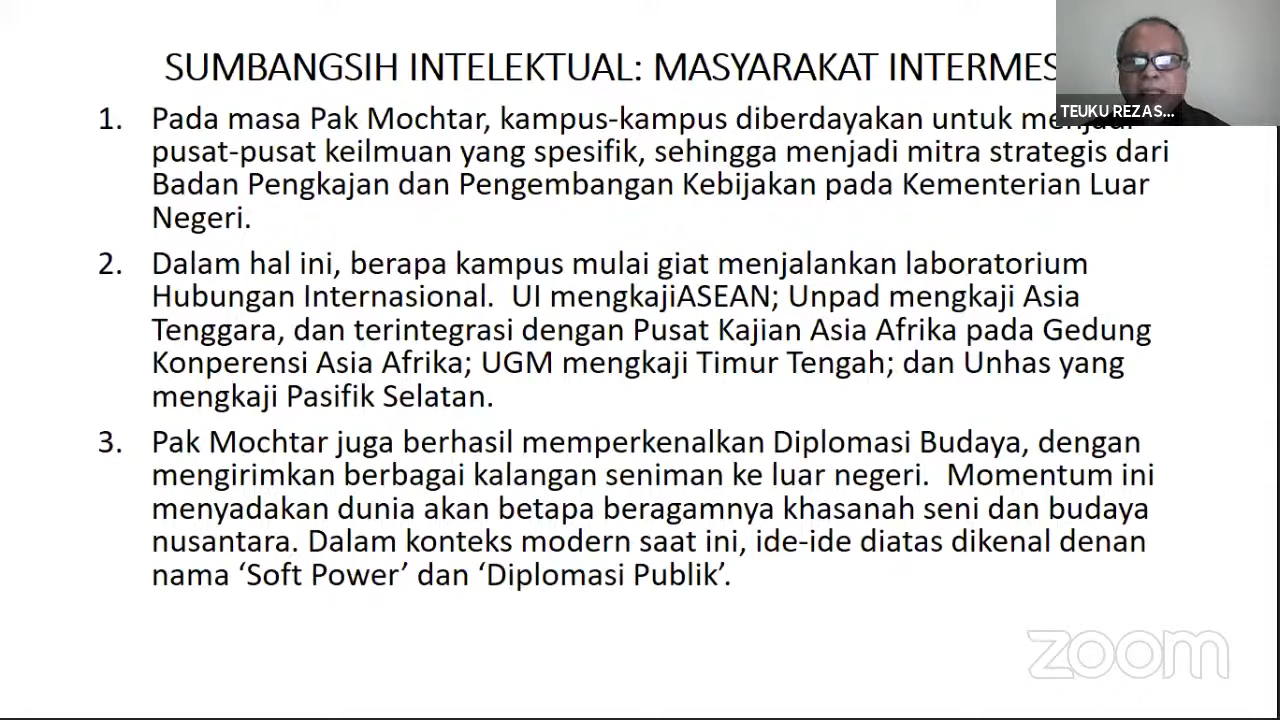 SUMBANGSIH INTELEKTUAL: MASYARAKAT
TEUKU REZAS...
1. Pada masa Pak Mochtar, kampus-kampus diberdayakan untuk menjadi
pusat-pusat keilmuan yang spesifik, sehingga menjadi mitra strategis dari
Badan Pengkajian dan Pengembangan Kebijakan pada Kementerian Luar
Negeri.
2. Dalam hal ini, berapa kampus mulai giat menjalankan laboratorium
Hubungan Internasional. UI mengkajiASEAN; Unpad mengkaji Asia
Tenggara, dan terintegrasi dengan Pusat Kajian Asia Afrika pada Gedung
Konperensi Asia Afrika; UGM mengkaji Timur Tengah; dan Unhas yang
mengkaji Pasifik Selatan.
3. Pak Mochtar juga berhasil memperkenalkan Diplomasi Budaya, dengan
mengirimkan berbagai kalangan seniman ke luar negeri. Momentum ini
menyadakan dunia akan betapa beragamnya khasanah seni dan budaya
nusantara. Dalam konteks modern saat ini, ide-ide diatas dikenal denan
nama ‘Soft Power’ dan ‘Diplomasi Publik’.
zoom